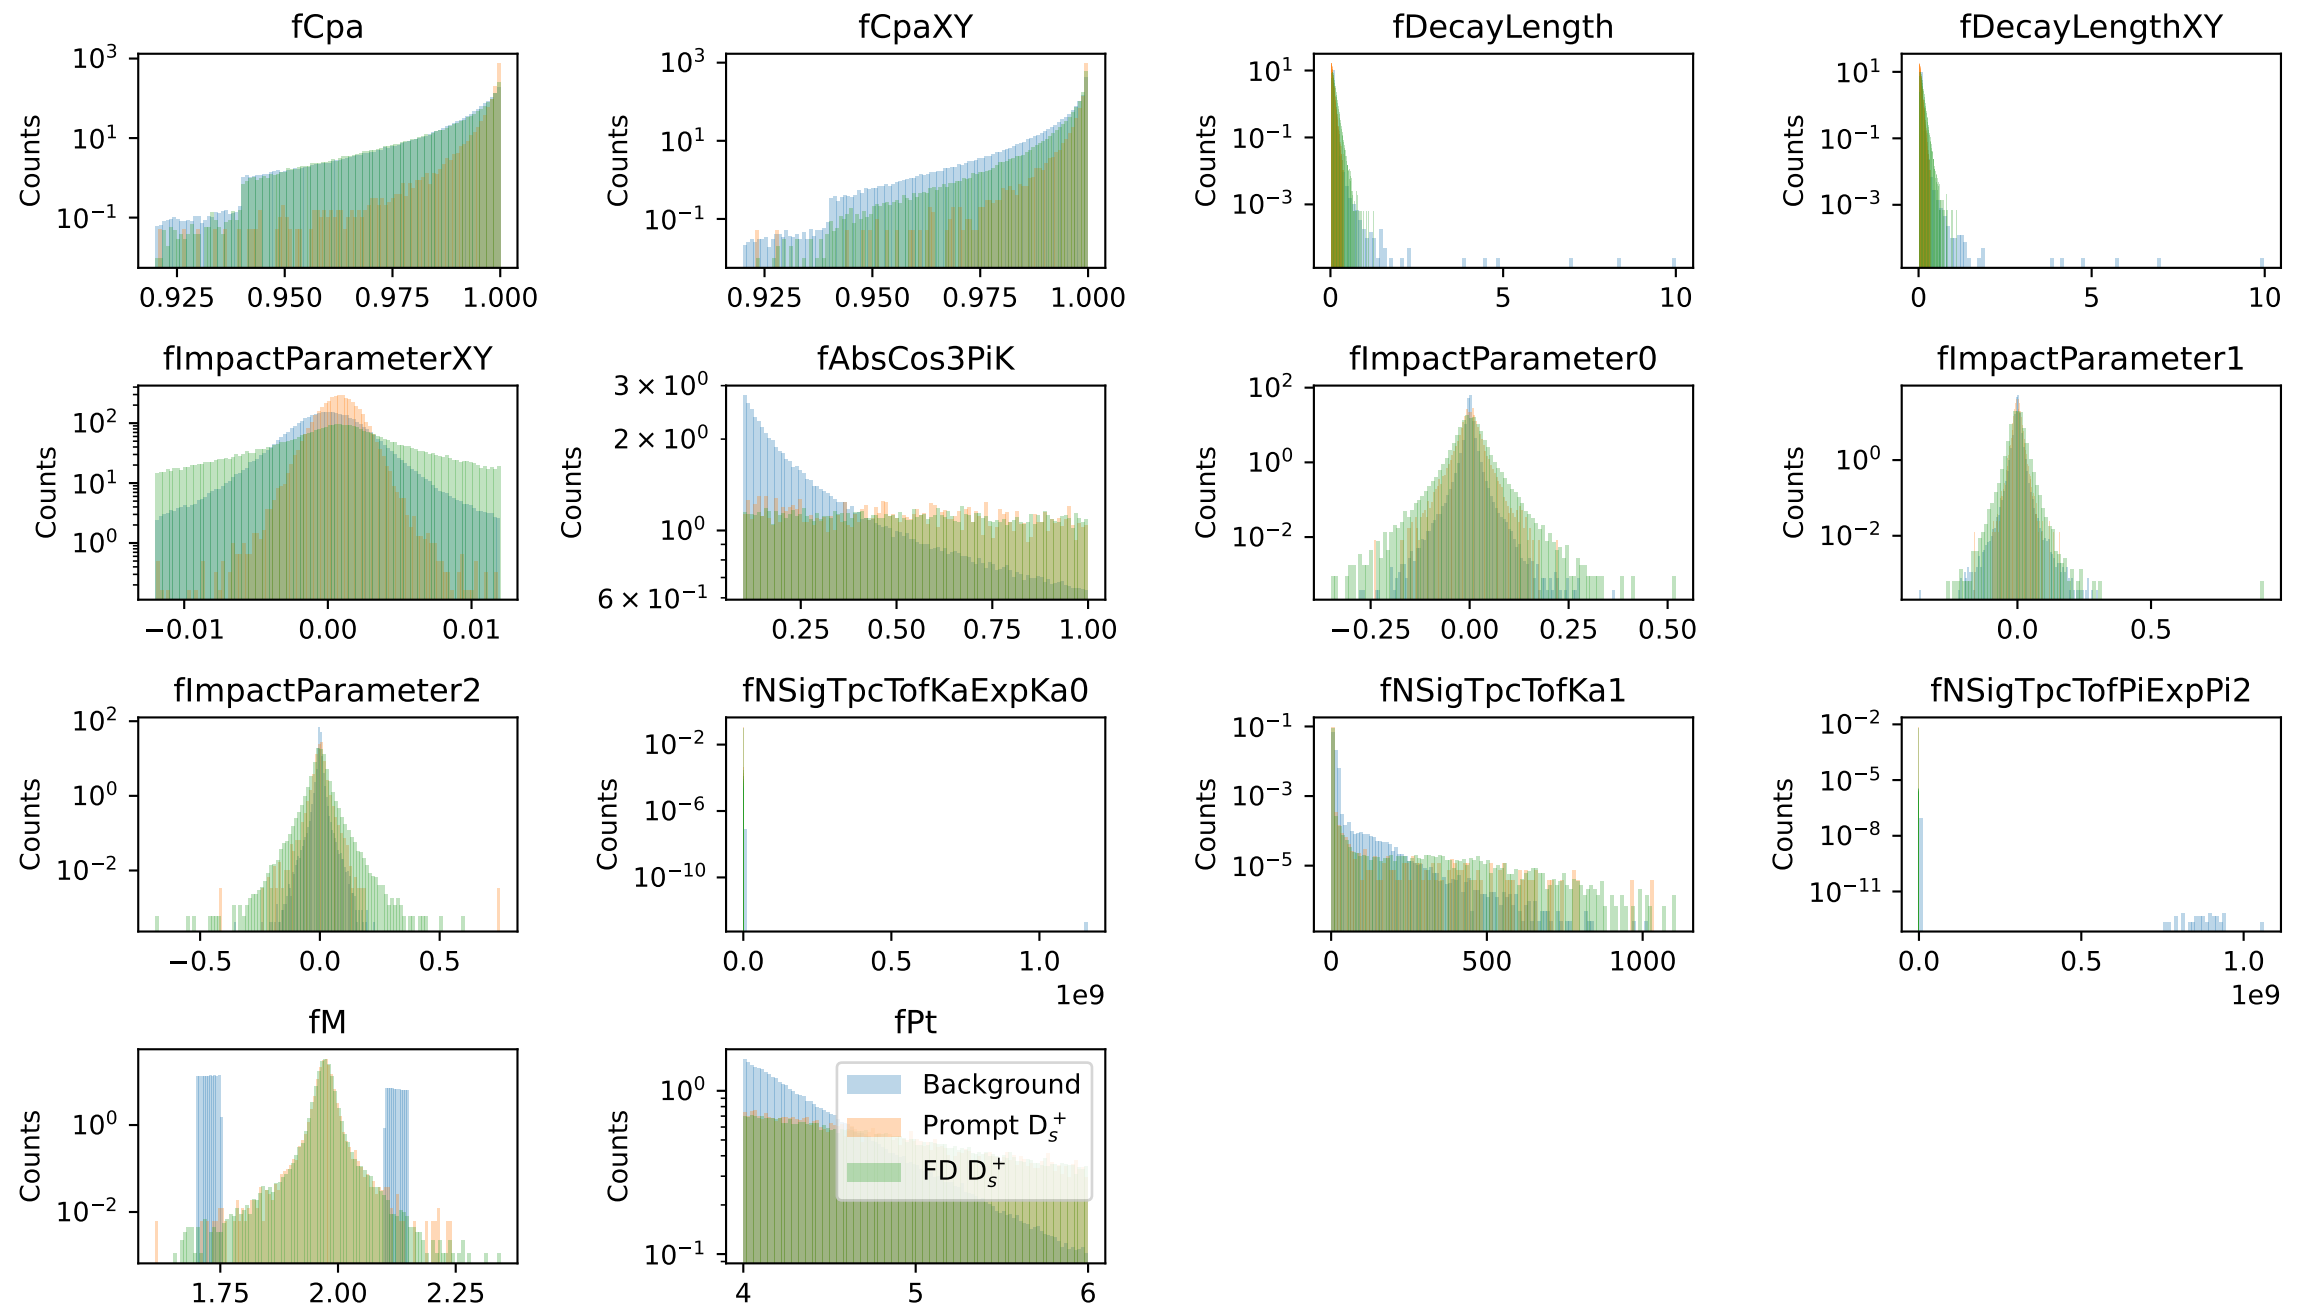 fCpa
fCpaXY
fDecayLength
fDecayLengthXY
Counts
10³
10¹
10⁻¹
0.925 0.950 0.975 1.000
Counts
10³
10¹
10⁻¹
0.925 0.950 0.975 1.000
Counts
10¹
10⁻¹
10⁻³
0 5 10
Counts
10¹
10⁻¹
10⁻³
0 5 10
fImpactParameterXY
fAbsCos3PiK
fImpactParameter0
fImpactParameter1
Counts
10²
10¹
10⁰
−0.01 0.00 0.01
Counts
3 × 10⁰
2 × 10⁰
10⁰
6 × 10⁻¹
0.25 0.50 0.75 1.00
Counts
10²
10⁰
10⁻²
−0.25 0.00 0.25 0.50
Counts
10⁰
10⁻²
0.0 0.5
fImpactParameter2
fNSigTpcTofKaExpKa0
fNSigTpcTofKa1
fNSigTpcTofPiExpPi2
Counts
10²
10⁰
10⁻²
−0.5 0.0 0.5
Counts
10⁻²
10⁻⁶
10⁻¹⁰
0.0 0.5 1.0
1e9
Counts
10⁻¹
10⁻³
10⁻⁵
0 500 1000
Counts
10⁻²
10⁻⁵
10⁻⁸
10⁻¹¹
0.0 0.5 1.0
1e9
fM
fPt
Counts
10⁰
10⁻²
1.75 2.00 2.25
Counts
10⁰
10⁻¹
4 5 6
Background
Prompt Dₛ⁺
FD Dₛ⁺